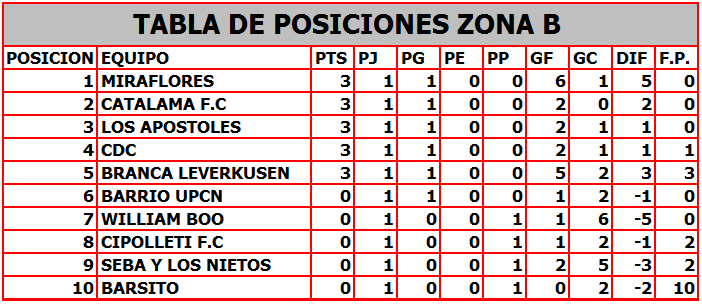 TABLA DE POSICIONES ZONA B
POSICION EQUIPO PTS PJ PG PE PP GF GC DIF F.P.
1 MIRAFLORES 3 1 1 0 0 6 1 5 0
2 CATALAMA F.C 3 1 1 0 0 2 0 2 0
3 LOS APOSTOLES 3 1 1 0 0 2 1 1 0
4 CDC 3 1 1 0 0 2 1 1 1
5 BRANCA LEVERKUSEN 3 1 1 0 0 5 2 3 3
6 BARRIO UPCN 0 1 1 0 0 1 2 -1 0
7 WILLIAM BOO 0 1 0 0 1 1 6 -5 0
8 CIPOLLETI F.C 0 1 0 0 1 1 2 -1 2
9 SEBA Y LOS NIETOS 0 1 0 0 1 2 5 -3 2
10 BARSITO 0 1 0 0 1 0 2 -2 10